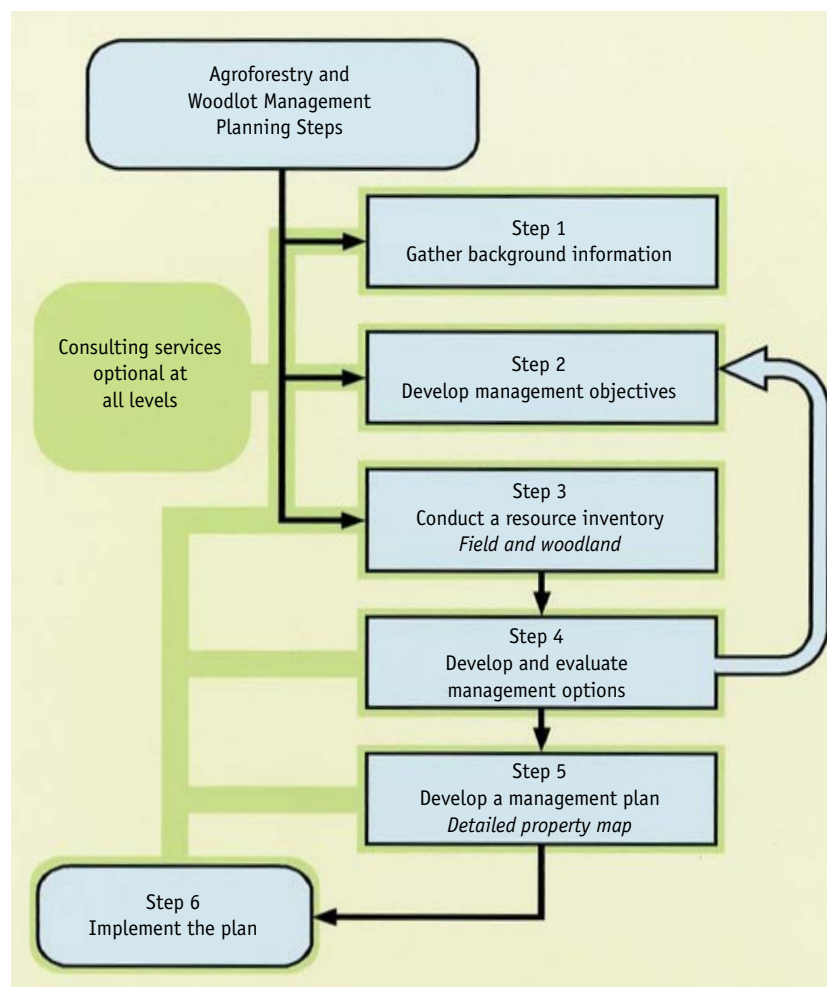 Agroforestry and
Woodlot Management
Planning Steps
Step 1
Gather background information
Consulting services
optional at
all levels
Step 2
Develop management objectives
Step 3
Conduct a resource inventory
Field and woodland
Step 4
Develop and evaluate
management options
Step 5
Develop a management plan
Detailed property map
Step 6
Implement the plan